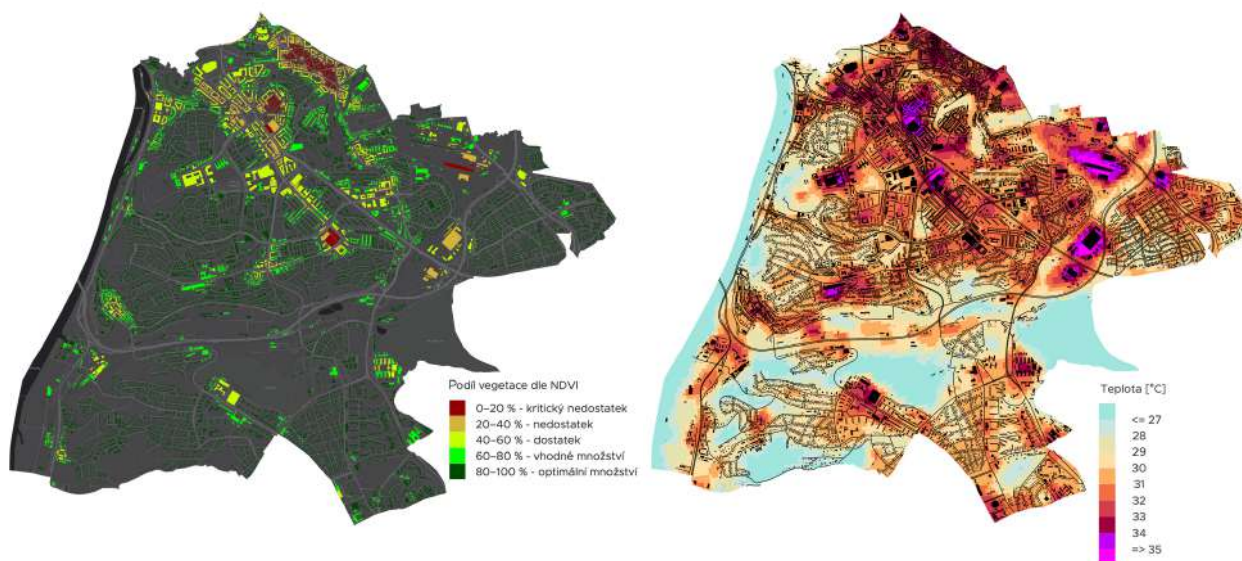 Podíl vegetace dle NDVI
0–20 % - kritický nedostatek
20–40 % - nedostatek
40–60 % - dostatek
60–80 % - vhodné množství
80–100 % - optimální množství
Teplota [°C]
<= 27
28
29
30
31
32
33
34
=> 35